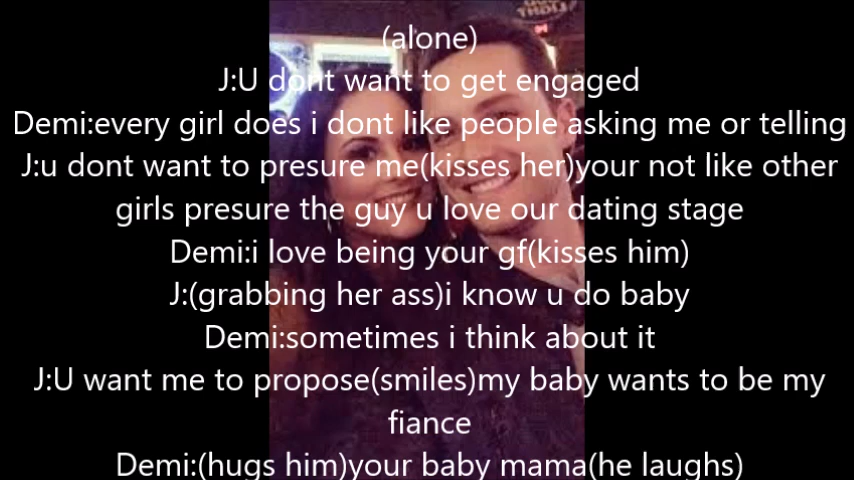 (alone)
J:U dont want to get engaged
Demi:every girl does i dont like people asking me or telling
J:u dont want to presure me(kisses her)your not like other
girls presure the guy u love our dating stage
Demi:i love being your gf(kisses him)
J:(grabbing her ass)i know u do baby
Demi:sometimes i think about it
J:U want me to propose(smiles)my baby wants to be my
fiance
Demi:(hugs him)your baby mama(he laughs)